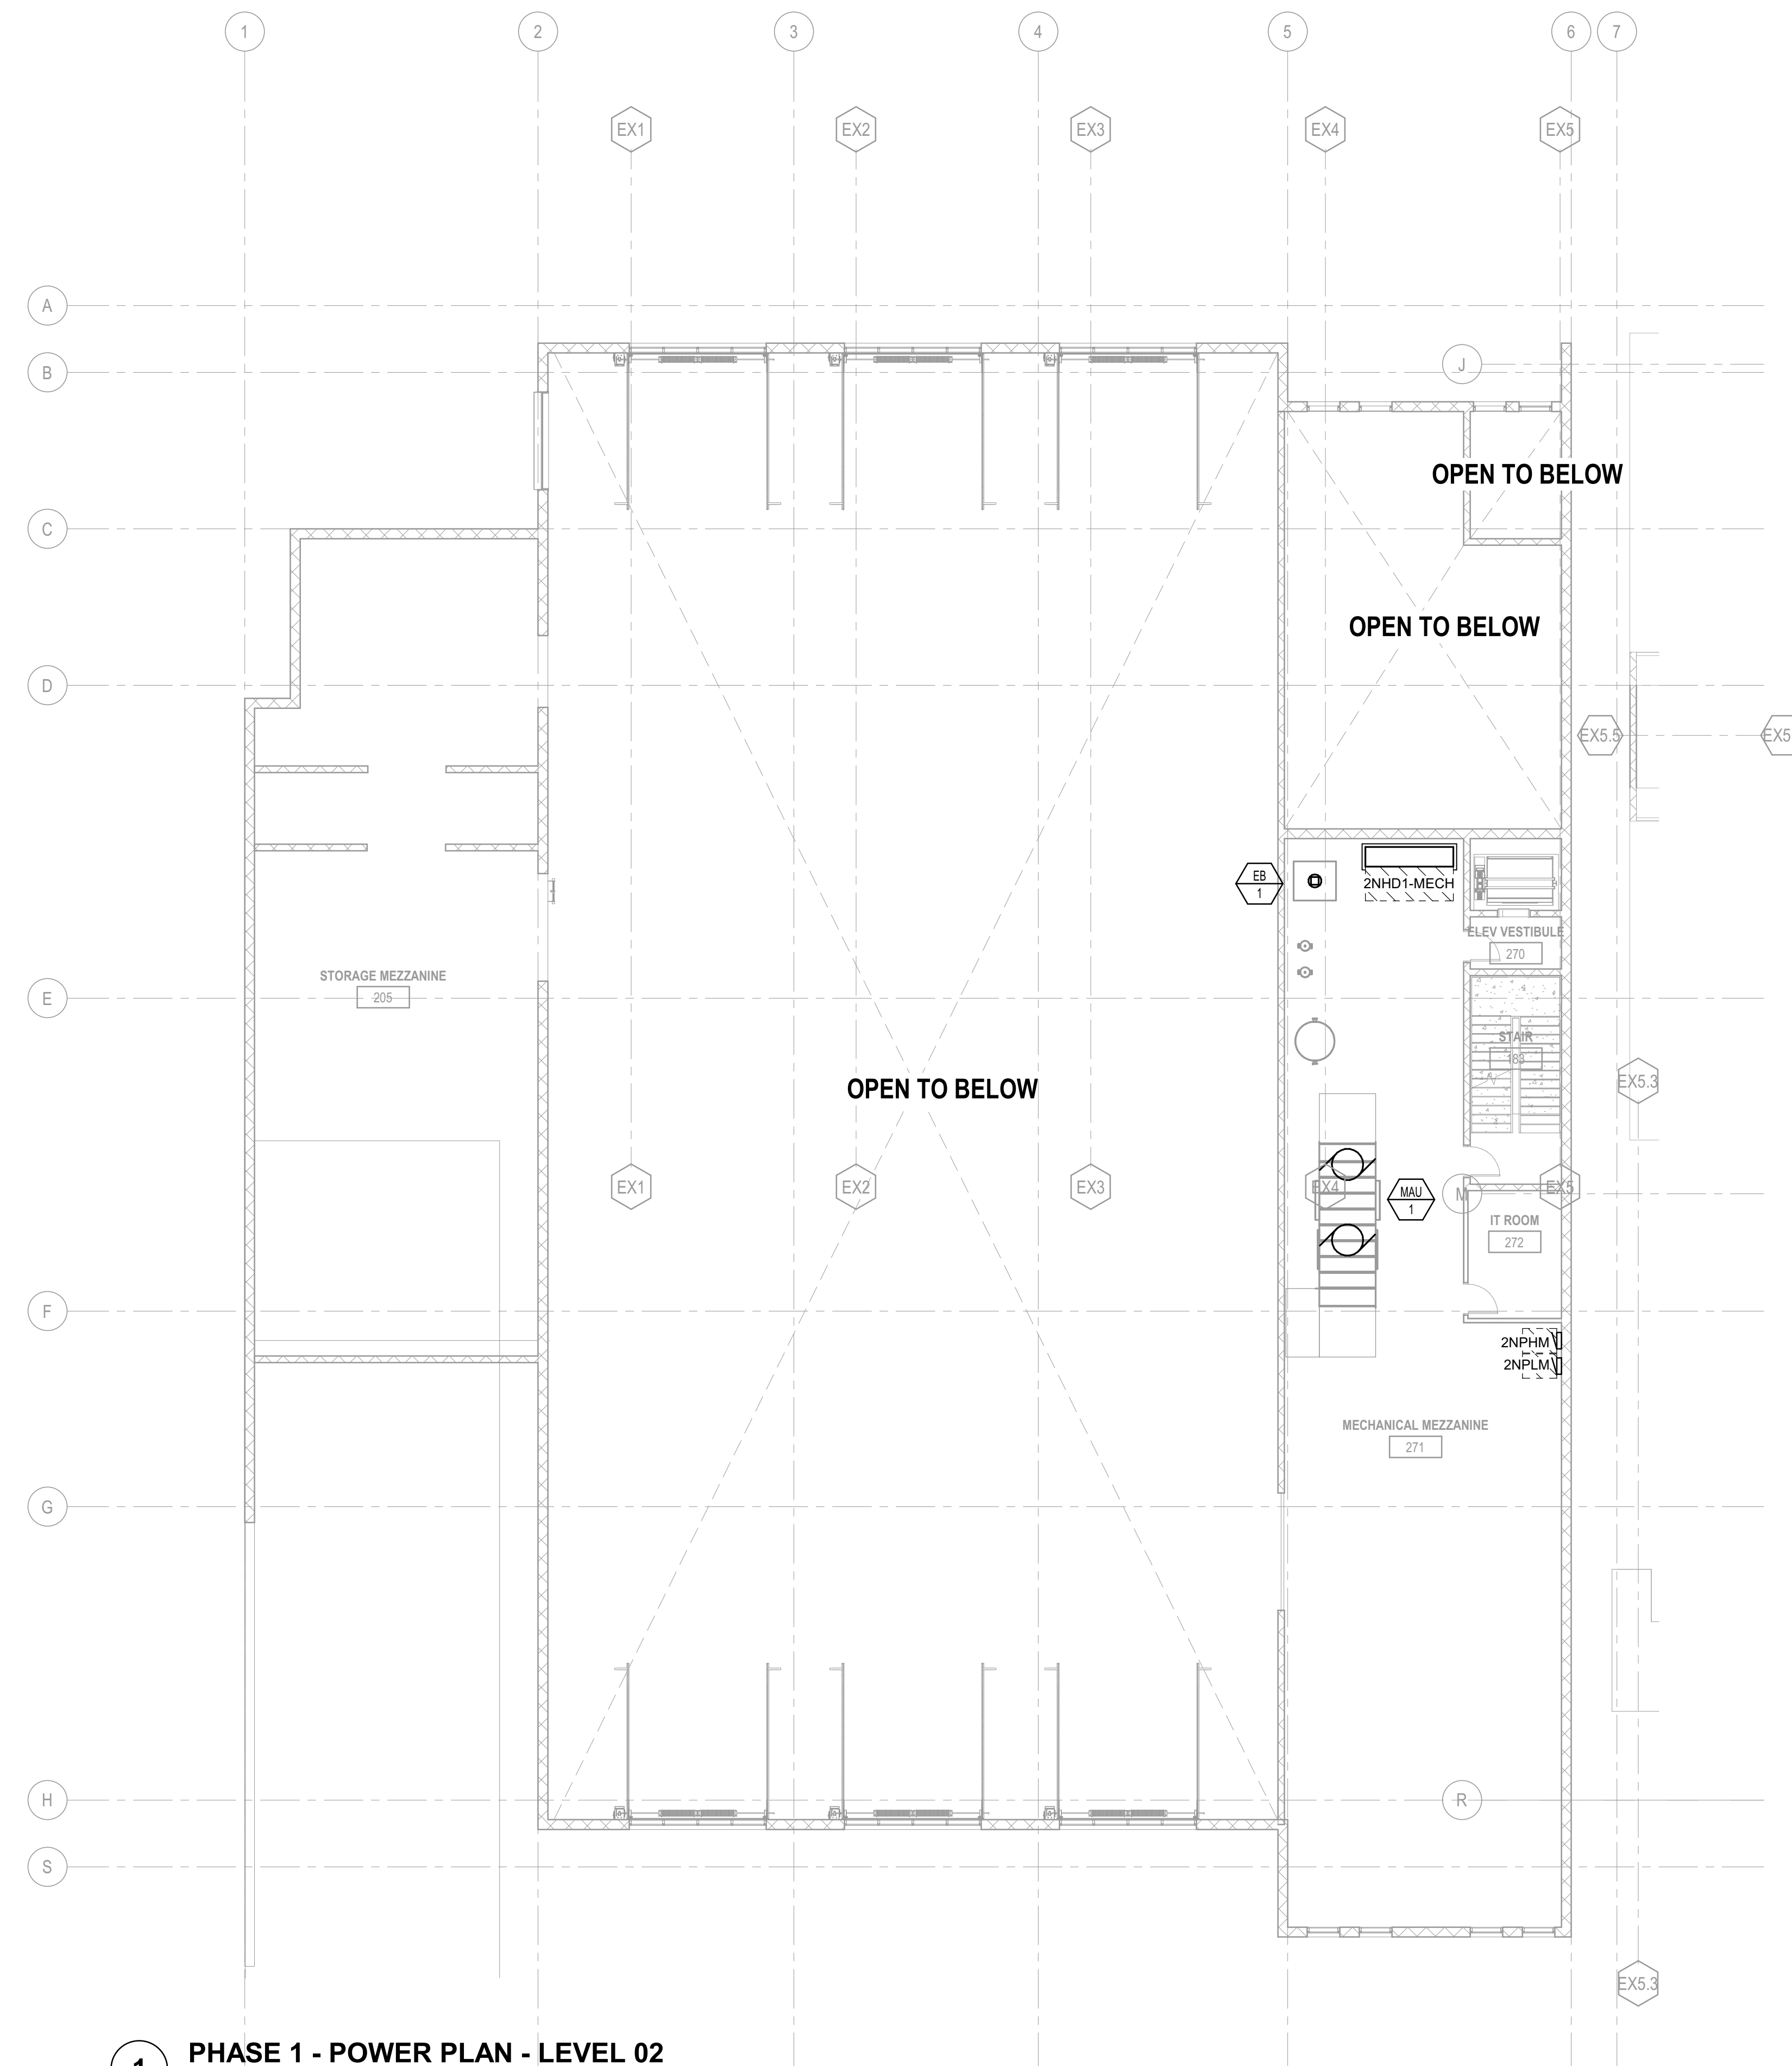 1
2
3
4
5
6
7
EX1
EX2
EX3
EX4
EX5
A
B
J
OPEN TO BELOW
C
OPEN TO BELOW
D
EX5.5
EX5
EB
1
2NHD1-MECH
ELEV VESTIBULE
270
STORAGE MEZZANINE
205
E
STAIR
183
EX5.3
OPEN TO BELOW
EX1
EX2
EX3
EX4
MAU
1
M
EX5
IT ROOM
272
F
2NPHM
2NPLM
MECHANICAL MEZZANINE
271
G
H
R
S
EX5.3
1
PHASE 1 - POWER PLAN - LEVEL 02